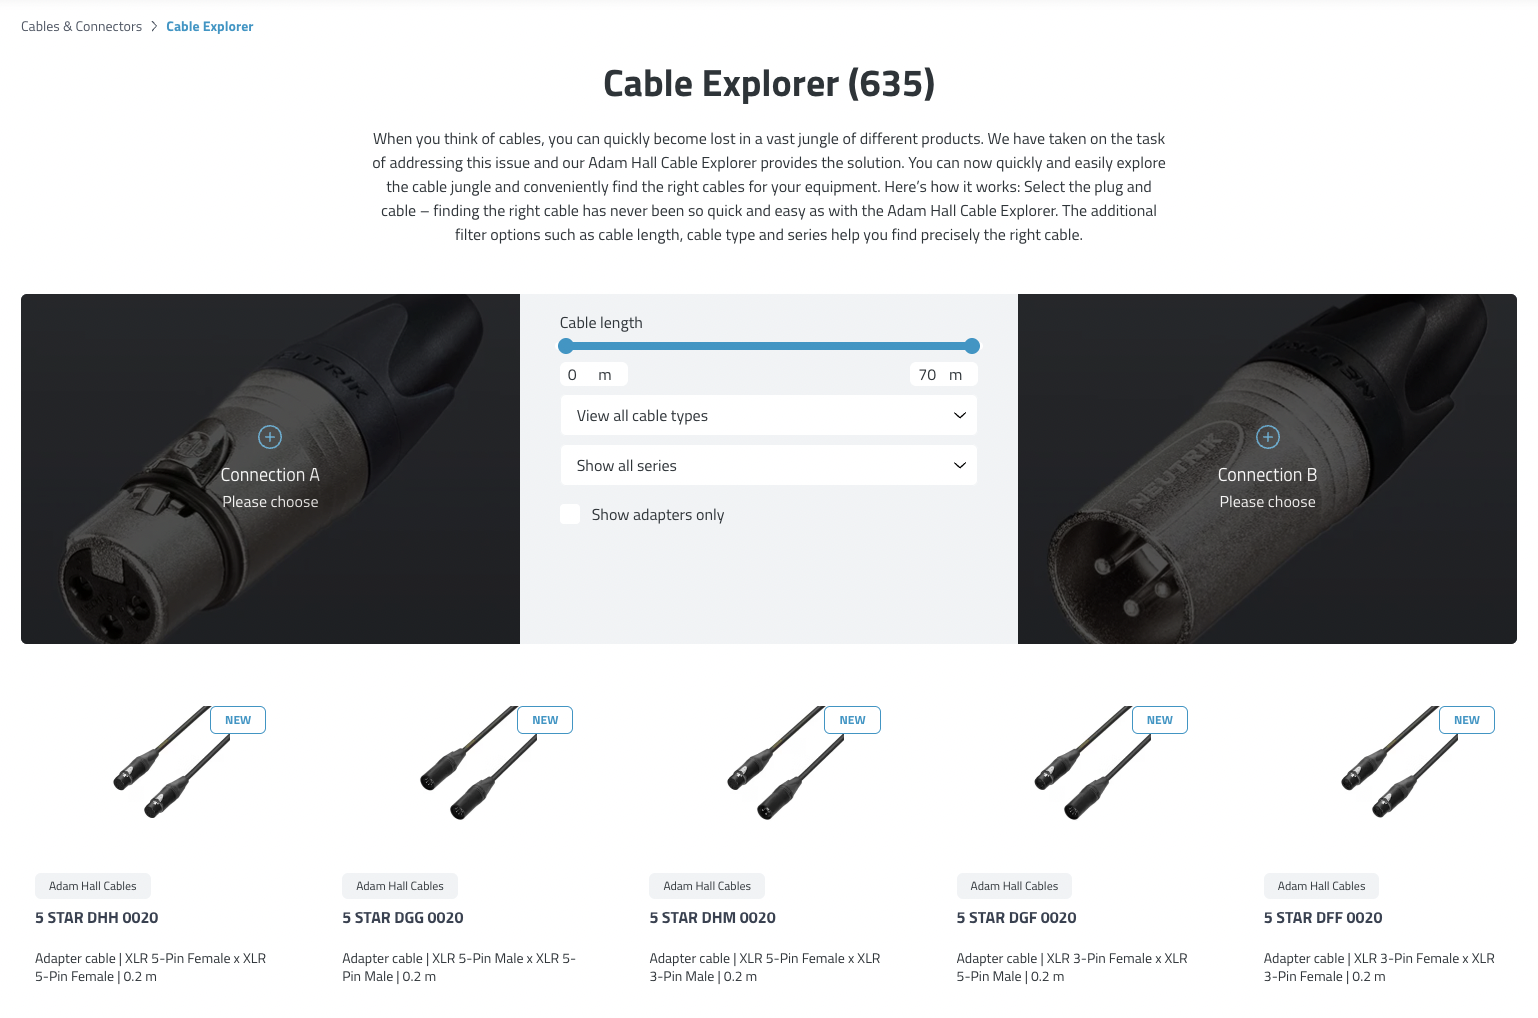 Cables & Connectors > Cable Explorer
Cable Explorer (635)
When you think of cables, you can quickly become lost in a vast jungle of different products. We have taken on the task
of addressing this issue and our Adam Hall Cable Explorer provides the solution. You can now quickly and easily explore
the cable jungle and conveniently find the right cables for your equipment. Here’s how it works: Select the plug and
cable – finding the right cable has never been so quick and easy as with the Adam Hall Cable Explorer. The additional
filter options such as cable length, cable type and series help you find precisely the right cable.
NEUTRIK
Connection A
Please choose
Cable length
0 m
70 m
View all cable types
Show all series
Show adapters only
NEUTRIK
NEUTRIK
Connection B
Please choose
NEW
NEW
NEW
NEW
NEW
Adam Hall Cables
5 STAR DHH 0020
Adapter cable | XLR 5-Pin Female x XLR
5-Pin Female | 0.2 m
Adam Hall Cables
5 STAR DGG 0020
Adapter cable | XLR 5-Pin Male x XLR 5-
Pin Male | 0.2 m
Adam Hall Cables
5 STAR DHM 0020
Adapter cable | XLR 5-Pin Female x XLR
3-Pin Male | 0.2 m
Adam Hall Cables
5 STAR DGF 0020
Adapter cable | XLR 3-Pin Female x XLR
5-Pin Male | 0.2 m
Adam Hall Cables
5 STAR DFF 0020
Adapter cable | XLR 3-Pin Female x XLR
3-Pin Female | 0.2 m